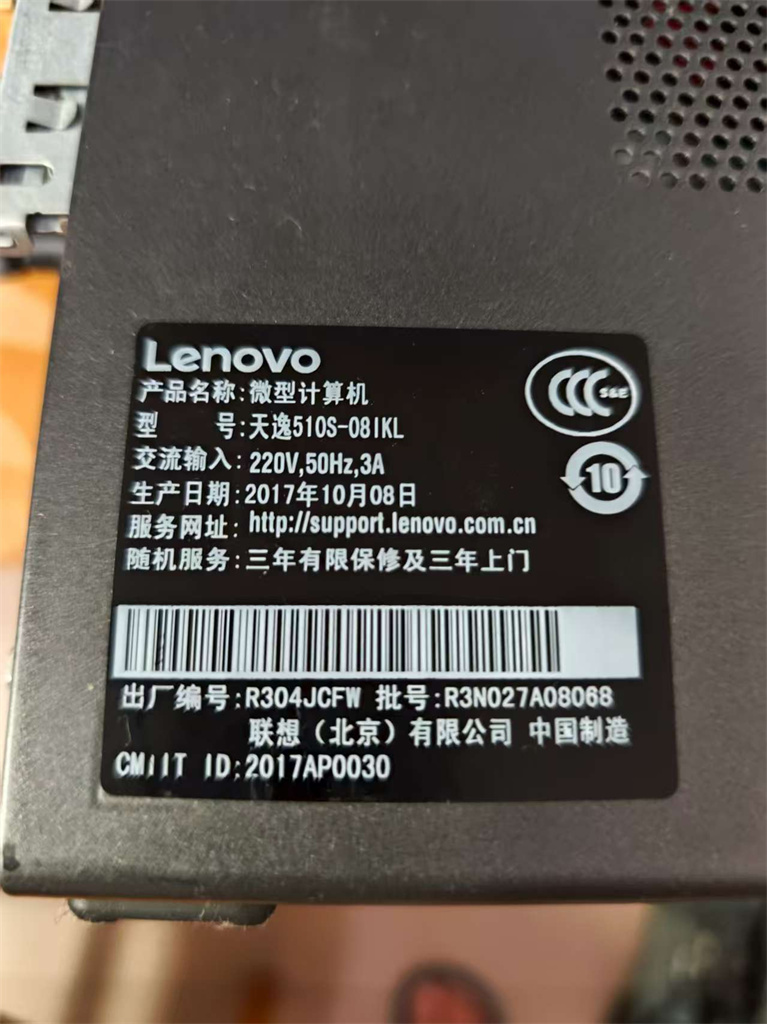 Lenovo
产品名称:微型计算机
型 号:天逸510S-08IKL
交流输入:220V,50Hz,3A
生产日期:2017年10月08日
服务网址: http://support.lenovo.com.cn
随机服务:三年有限保修及三年上门
CCC S&E
10
出厂编号:R304JCFW 批号:R3N027A08068
联想（北京）有限公司 中国制造
CMIIT ID:2017AP0030